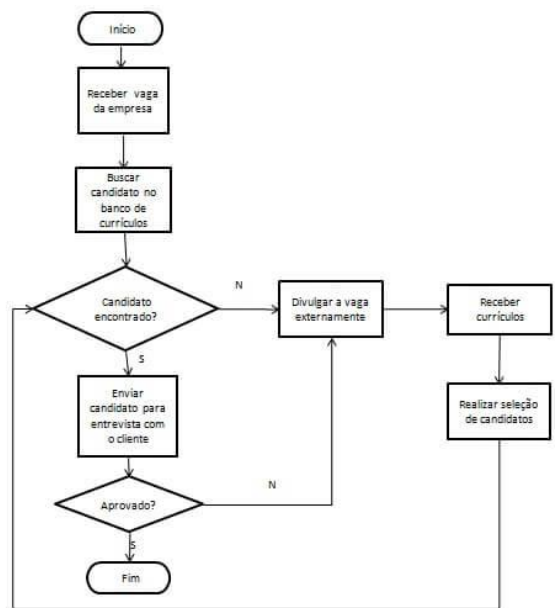 Início
Receber vaga
da empresa
Buscar
candidato no
banco de
currículos
Candidato
encontrado?
N
Divulgar a vaga
externamente
Receber
currículos
S
Enviar
candidato para
entrevista com
o cliente
Realizar seleção
de candidatos
Aprovado?
N
S
Fim